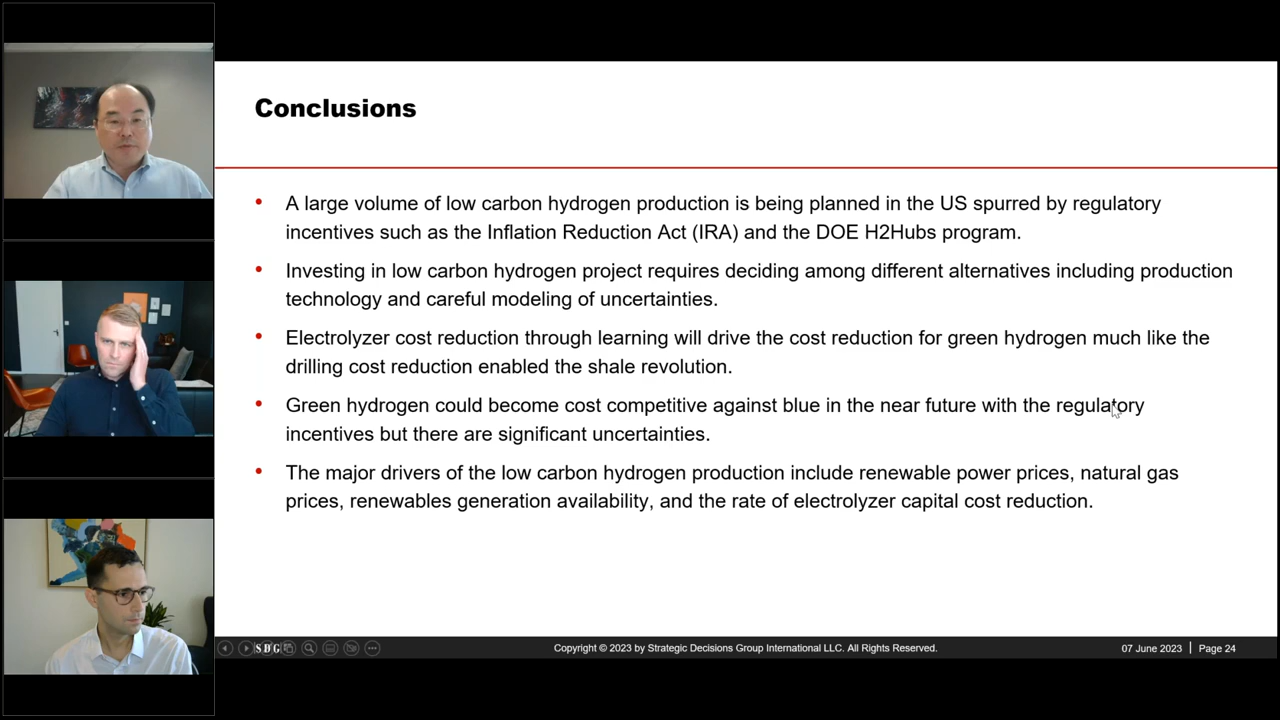 Conclusions
• A large volume of low carbon hydrogen production is being planned in the US spurred by regulatory
incentives such as the Inflation Reduction Act (IRA) and the DOE H2Hubs program.
• Investing in low carbon hydrogen project requires deciding among different alternatives including production
technology and careful modeling of uncertainties.
• Electrolyzer cost reduction through learning will drive the cost reduction for green hydrogen much like the
drilling cost reduction enabled the shale revolution.
• Green hydrogen could become cost competitive against blue in the near future with the regulatory
incentives but there are significant uncertainties.
• The major drivers of the low carbon hydrogen production include renewable power prices, natural gas
prices, renewables generation availability, and the rate of electrolyzer capital cost reduction.
SDG
Copyright © 2023 by Strategic Decisions Group International LLC. All Rights Reserved.
07 June 2023 | Page 24